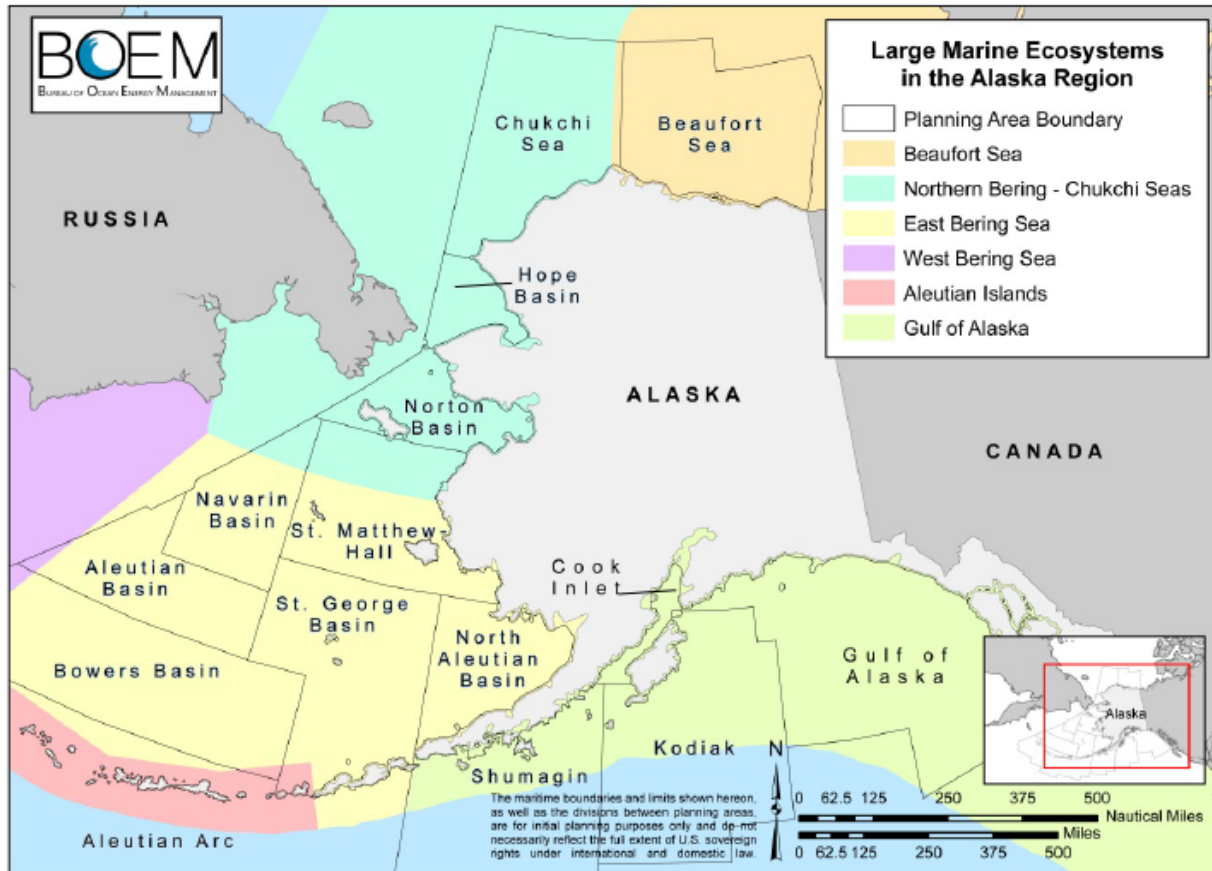 BOEM
BUREAU OF OCEAN ENERGY MANAGEMENT
Large Marine Ecosystems
in the Alaska Region
Planning Area Boundary
Beaufort Sea
Northern Bering - Chukchi Seas
East Bering Sea
West Bering Sea
Aleutian Islands
Gulf of Alaska
Chukchi
Sea
Beaufort
Sea
RUSSIA
Hope
Basin
ALASKA
Norton
Basin
CANADA
Navarin
Basin
St. Matthew-
Hall
Aleutian
Basin
St. George
Basin
Cook
Inlet
North
Aleutian
Basin
Bowers Basin
Gulf of
Alaska
Alaska
Kodiak
Shumagin
Aleutian Arc
The maritime boundaries and limits shown hereon,
as well as the divisions between planning areas,
are for initial planning purposes only and do not
necessarily reflect the full extent of U.S. sovereign
rights under international and domestic law.
N
0 62.5 125 250 375 500
Nautical Miles
Miles
0 62.5 125 250 375 500